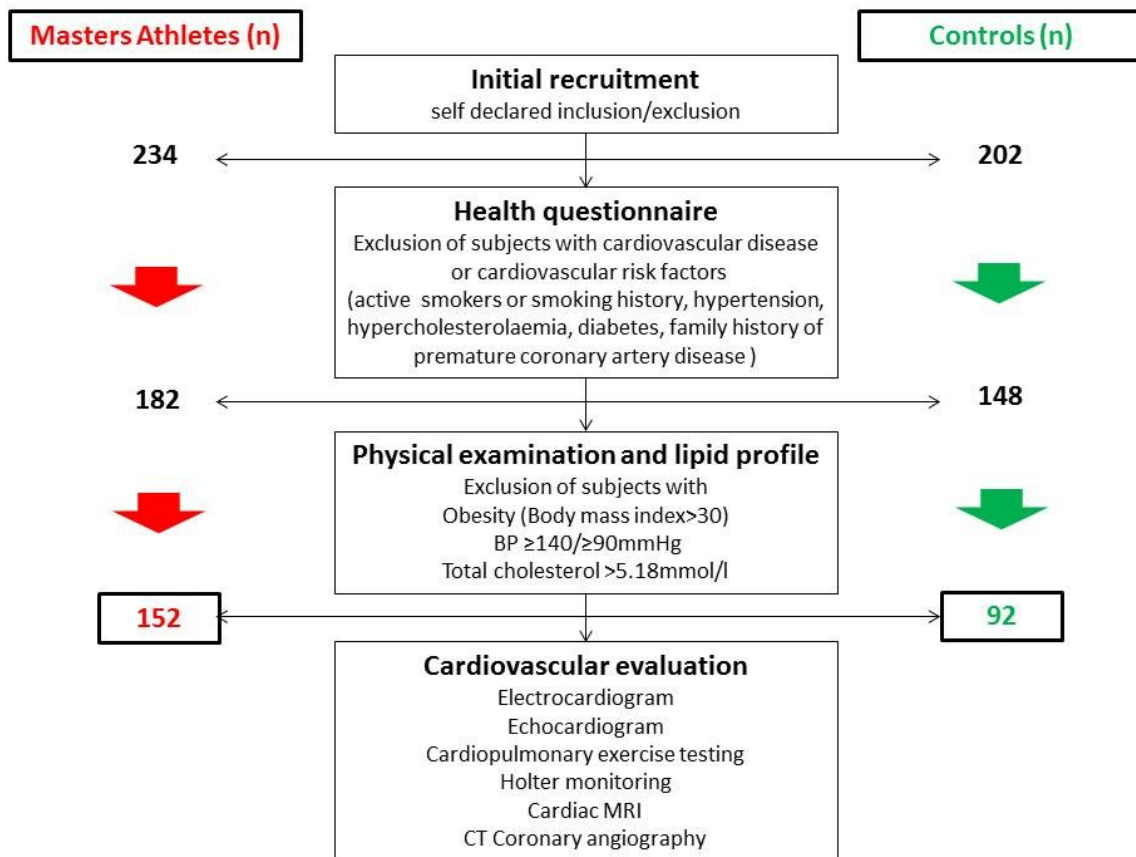 Masters Athletes (n)
Controls (n)
Initial recruitment
self declared inclusion/exclusion
234
202
Health questionnaire
Exclusion of subjects with cardiovascular disease
or cardiovascular risk factors
(active smokers or smoking history, hypertension,
hypercholesterolaemia, diabetes, family history of
premature coronary artery disease )
182
148
Physical examination and lipid profile
Exclusion of subjects with
Obesity (Body mass index>30)
BP ≥140/≥90mmHg
Total cholesterol >5.18mmol/l
152
92
Cardiovascular evaluation
Electrocardiogram
Echocardiogram
Cardiopulmonary exercise testing
Holter monitoring
Cardiac MRI
CT Coronary angiography